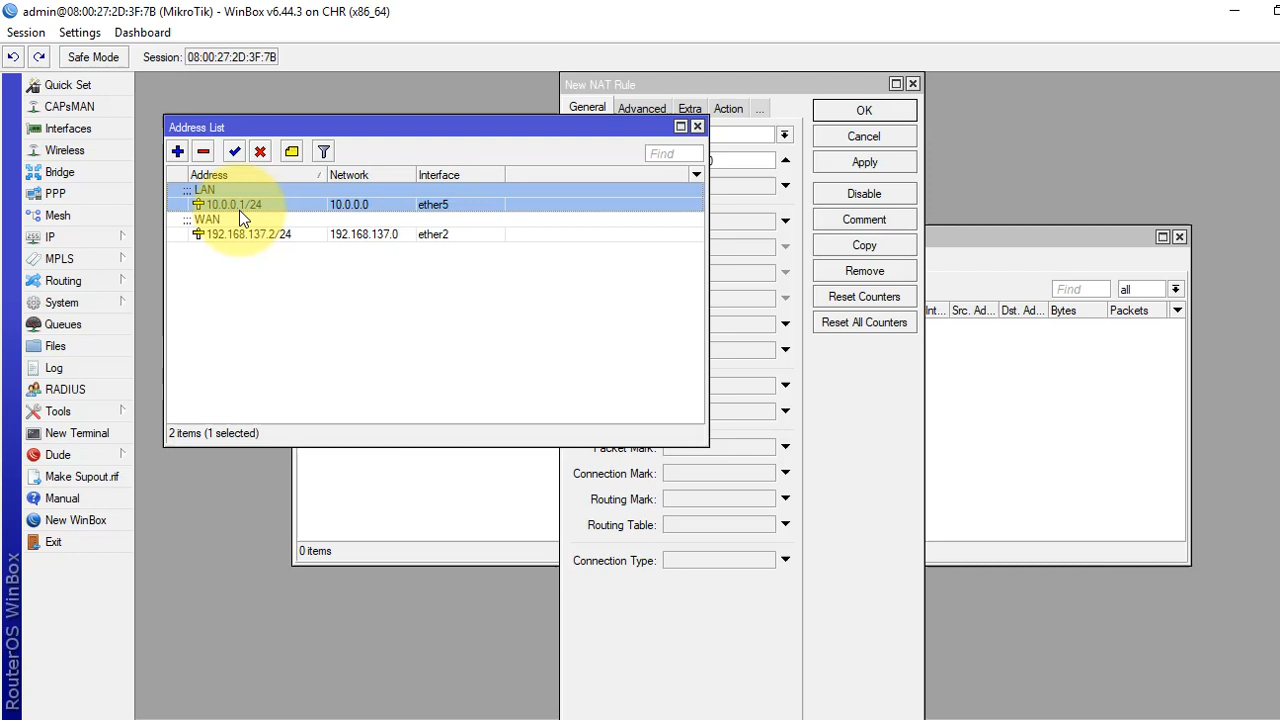 admin@08:00:27:2D:3F:7B (MikroTik) - WinBox v6.44.3 on CHR (x86_64)
Session Settings Dashboard
Safe Mode Session: 08:00:27:2D:3F:7B
Quick Set
CAPsMAN
Interfaces
Wireless
Bridge
PPP
Mesh
IP
MPLS
Routing
System
Queues
Files
Log
RADIUS
Tools
New Terminal
Dude
Make Supout.rif
Manual
New WinBox
Exit
RouterOS WinBox
Address List
Find
Address / Network Interface
;;; LAN
10.0.0.1/24 10.0.0.0 ether5
;;; WAN
192.168.137.2/24 192.168.137.0 ether2
2 items (1 selected)
New NAT Rule
General Advanced Extra Action ...
0
Packet Mark:
Connection Mark:
Routing Mark:
Routing Table:
Connection Type:
OK
Cancel
Apply
Disable
Comment
Copy
Remove
Reset Counters
Reset All Counters
Find all
Int... Src. Ad... Dst. Ad... Bytes Packets
0 items